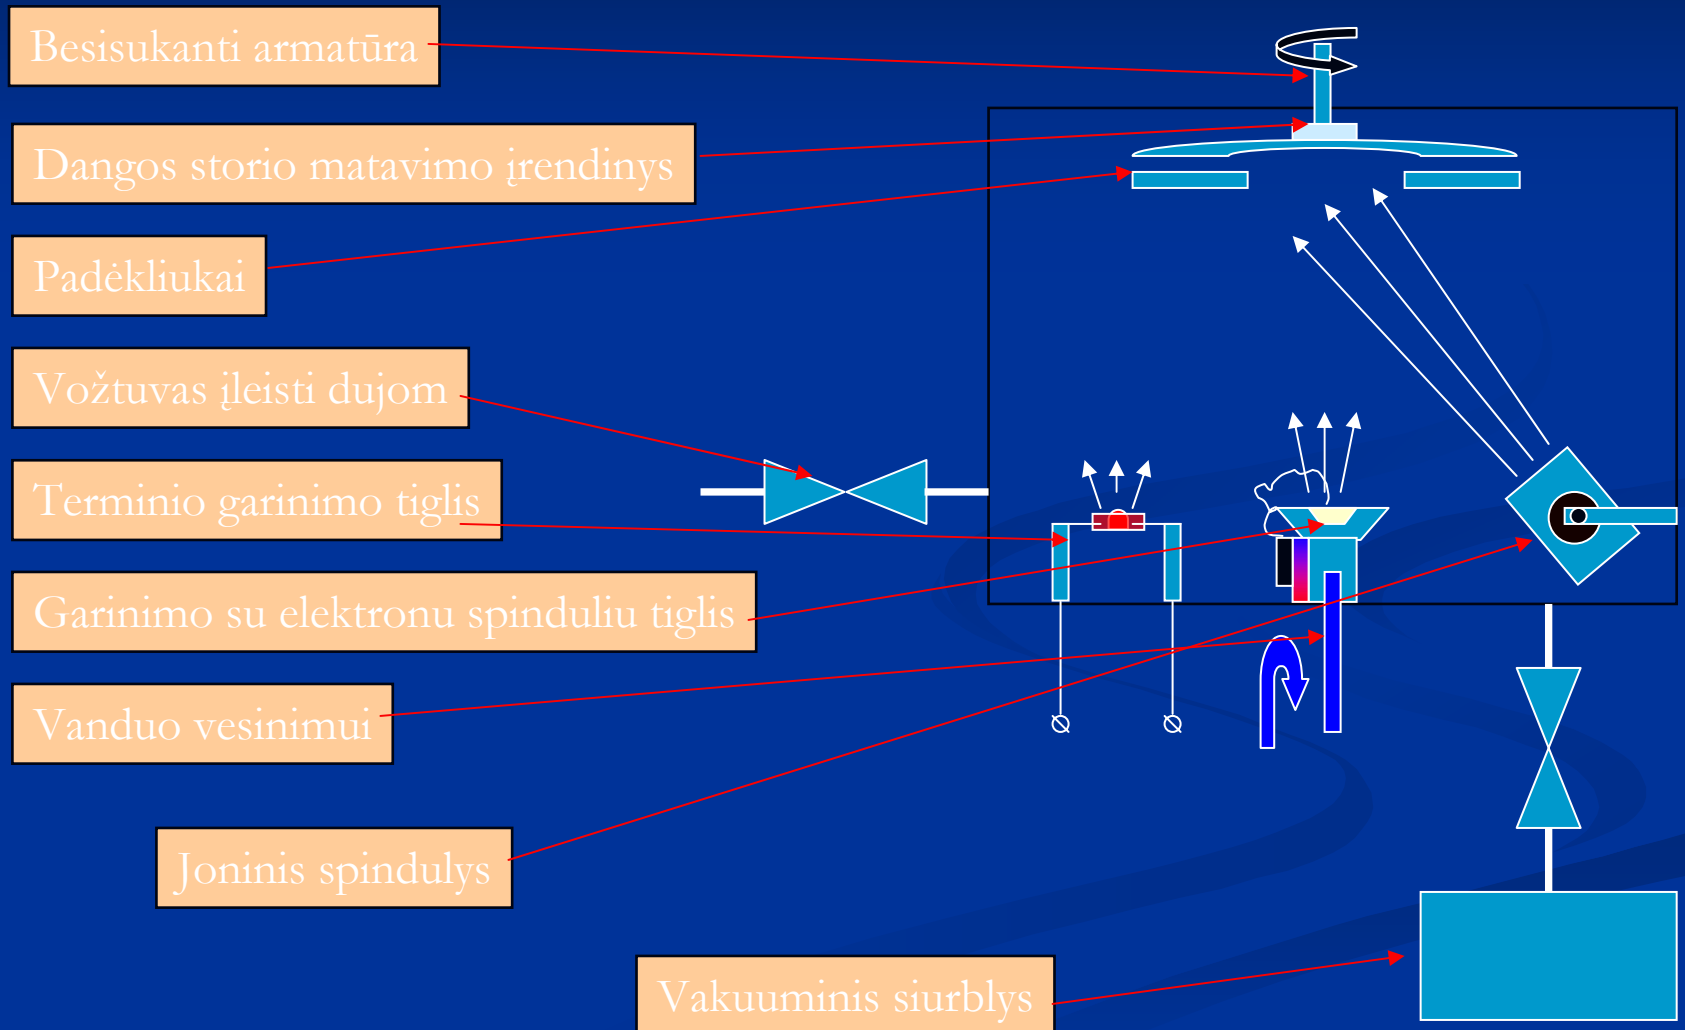 Besisukanti armatūra
Dangos storio matavimo įrendinys
Padėkliukai
Vožtuvas įleisti dujom
Terminio garinimo tiglis
Garinimo su elektronu spinduliu tiglis
Vanduo vesinimui
Joninis spindulys
Vakuuminis siurblys